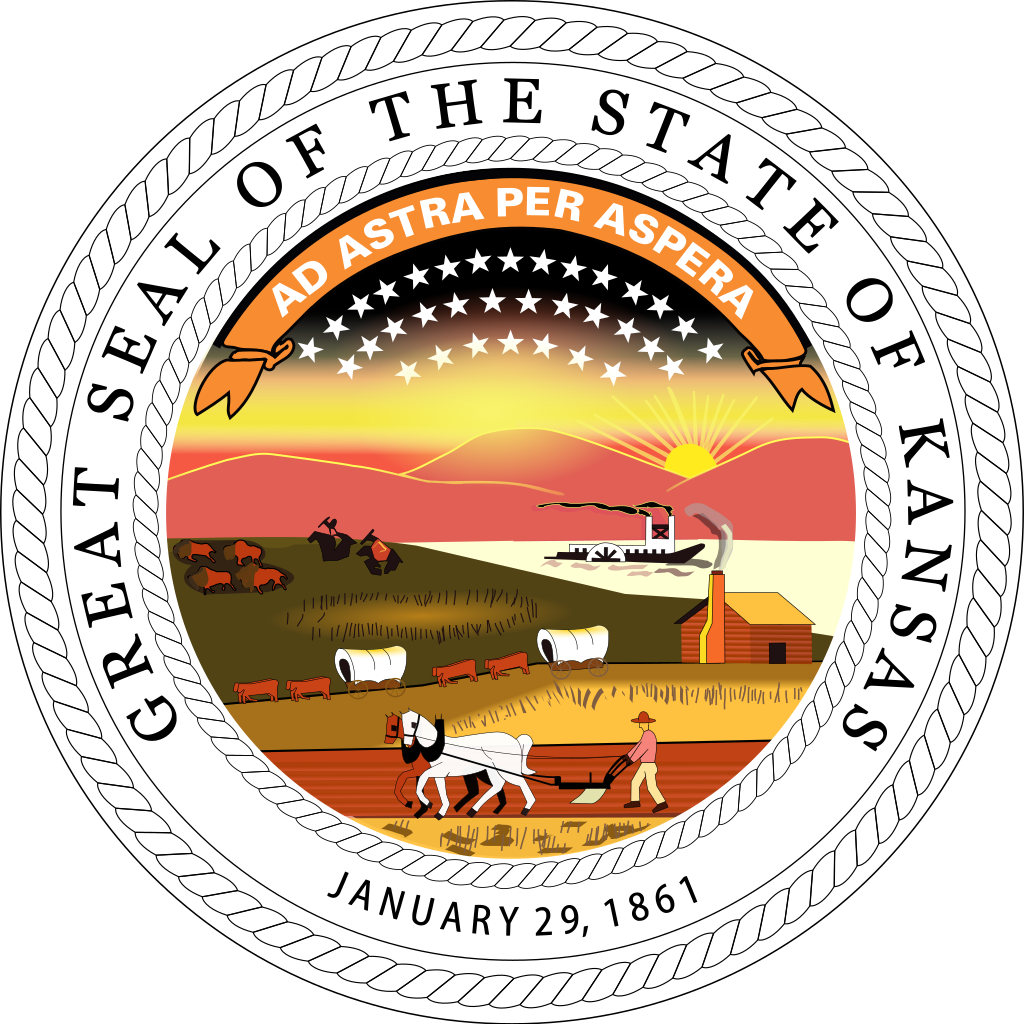 GREAT SEAL OF THE STATE OF KANSAS
AD ASTRA PER ASPERA
JANUARY 29, 1861